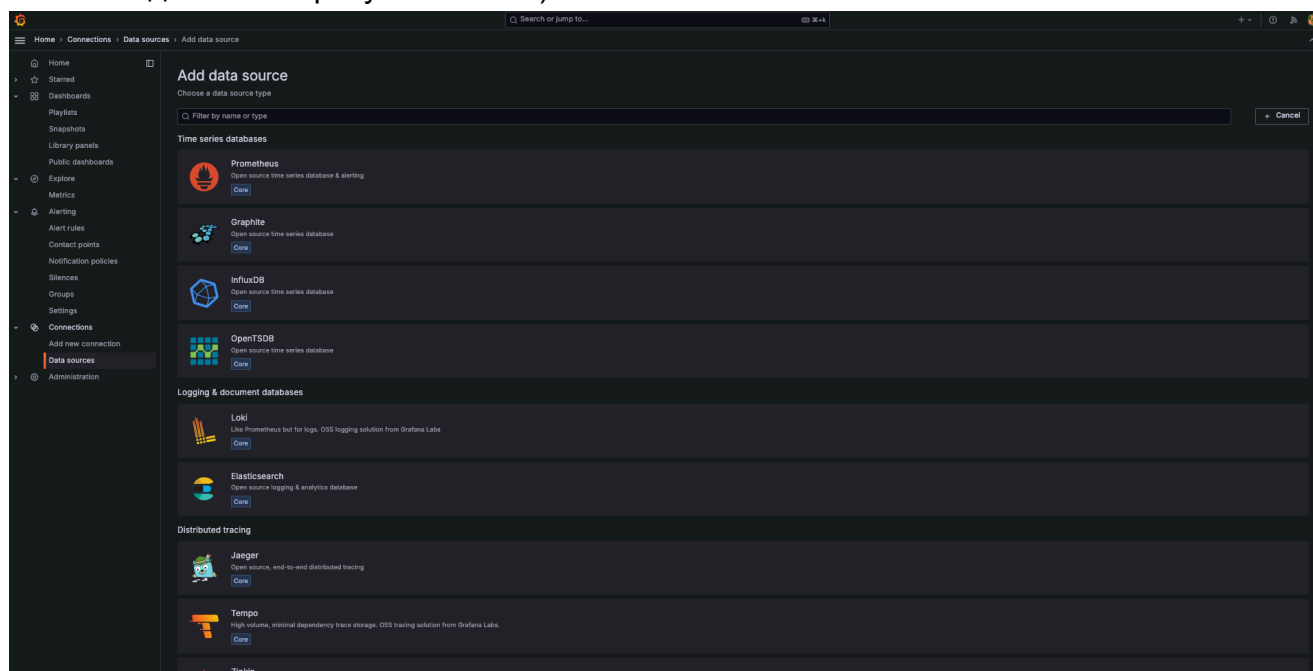 Search or jump to...
⌘+k
Home › Connections › Data sources › Add data source
Home
Starred
Dashboards
Playlists
Snapshots
Library panels
Public dashboards
Explore
Metrics
Alerting
Alert rules
Contact points
Notification policies
Silences
Groups
Settings
Connections
Add new connection
Data sources
Administration
Add data source
Choose a data source type
Filter by name or type
Cancel
Time series databases
Prometheus
Open source time series database & alerting
Core
Graphite
Open source time series database
Core
InfluxDB
Open source time series database
Core
OpenTSDB
Open source time series database
Core
Logging & document databases
Loki
Like Prometheus but for logs. OSS logging solution from Grafana Labs
Core
Elasticsearch
Open source logging & analytics database
Core
Distributed tracing
Jaeger
Open source, end-to-end distributed tracing
Core
Tempo
High volume, minimal dependency trace storage. OSS tracing solution from Grafana Labs.
Core